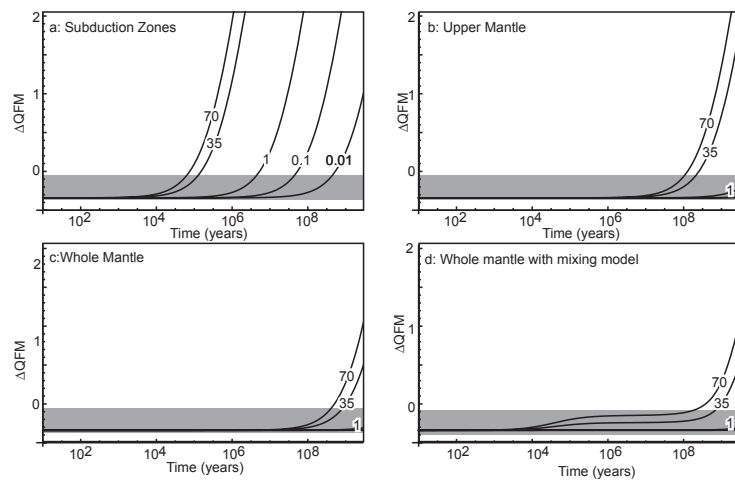 a: Subduction Zones
2
1
0
ΔQFM
70
35
1
0.1
0.01
10² 10⁴ 10⁶ 10⁸
Time (years)
b: Upper Mantle
2
1
0
ΔQFM
70
35
1
10² 10⁴ 10⁶ 10⁸
Time (years)
c:Whole Mantle
2
1
0
ΔQFM
70
35
1
10² 10⁴ 10⁶ 10⁸
Time (years)
d: Whole mantle with mixing model
2
1
0
ΔQFM
70
35
1
10² 10⁴ 10⁶ 10⁸
Time (years)